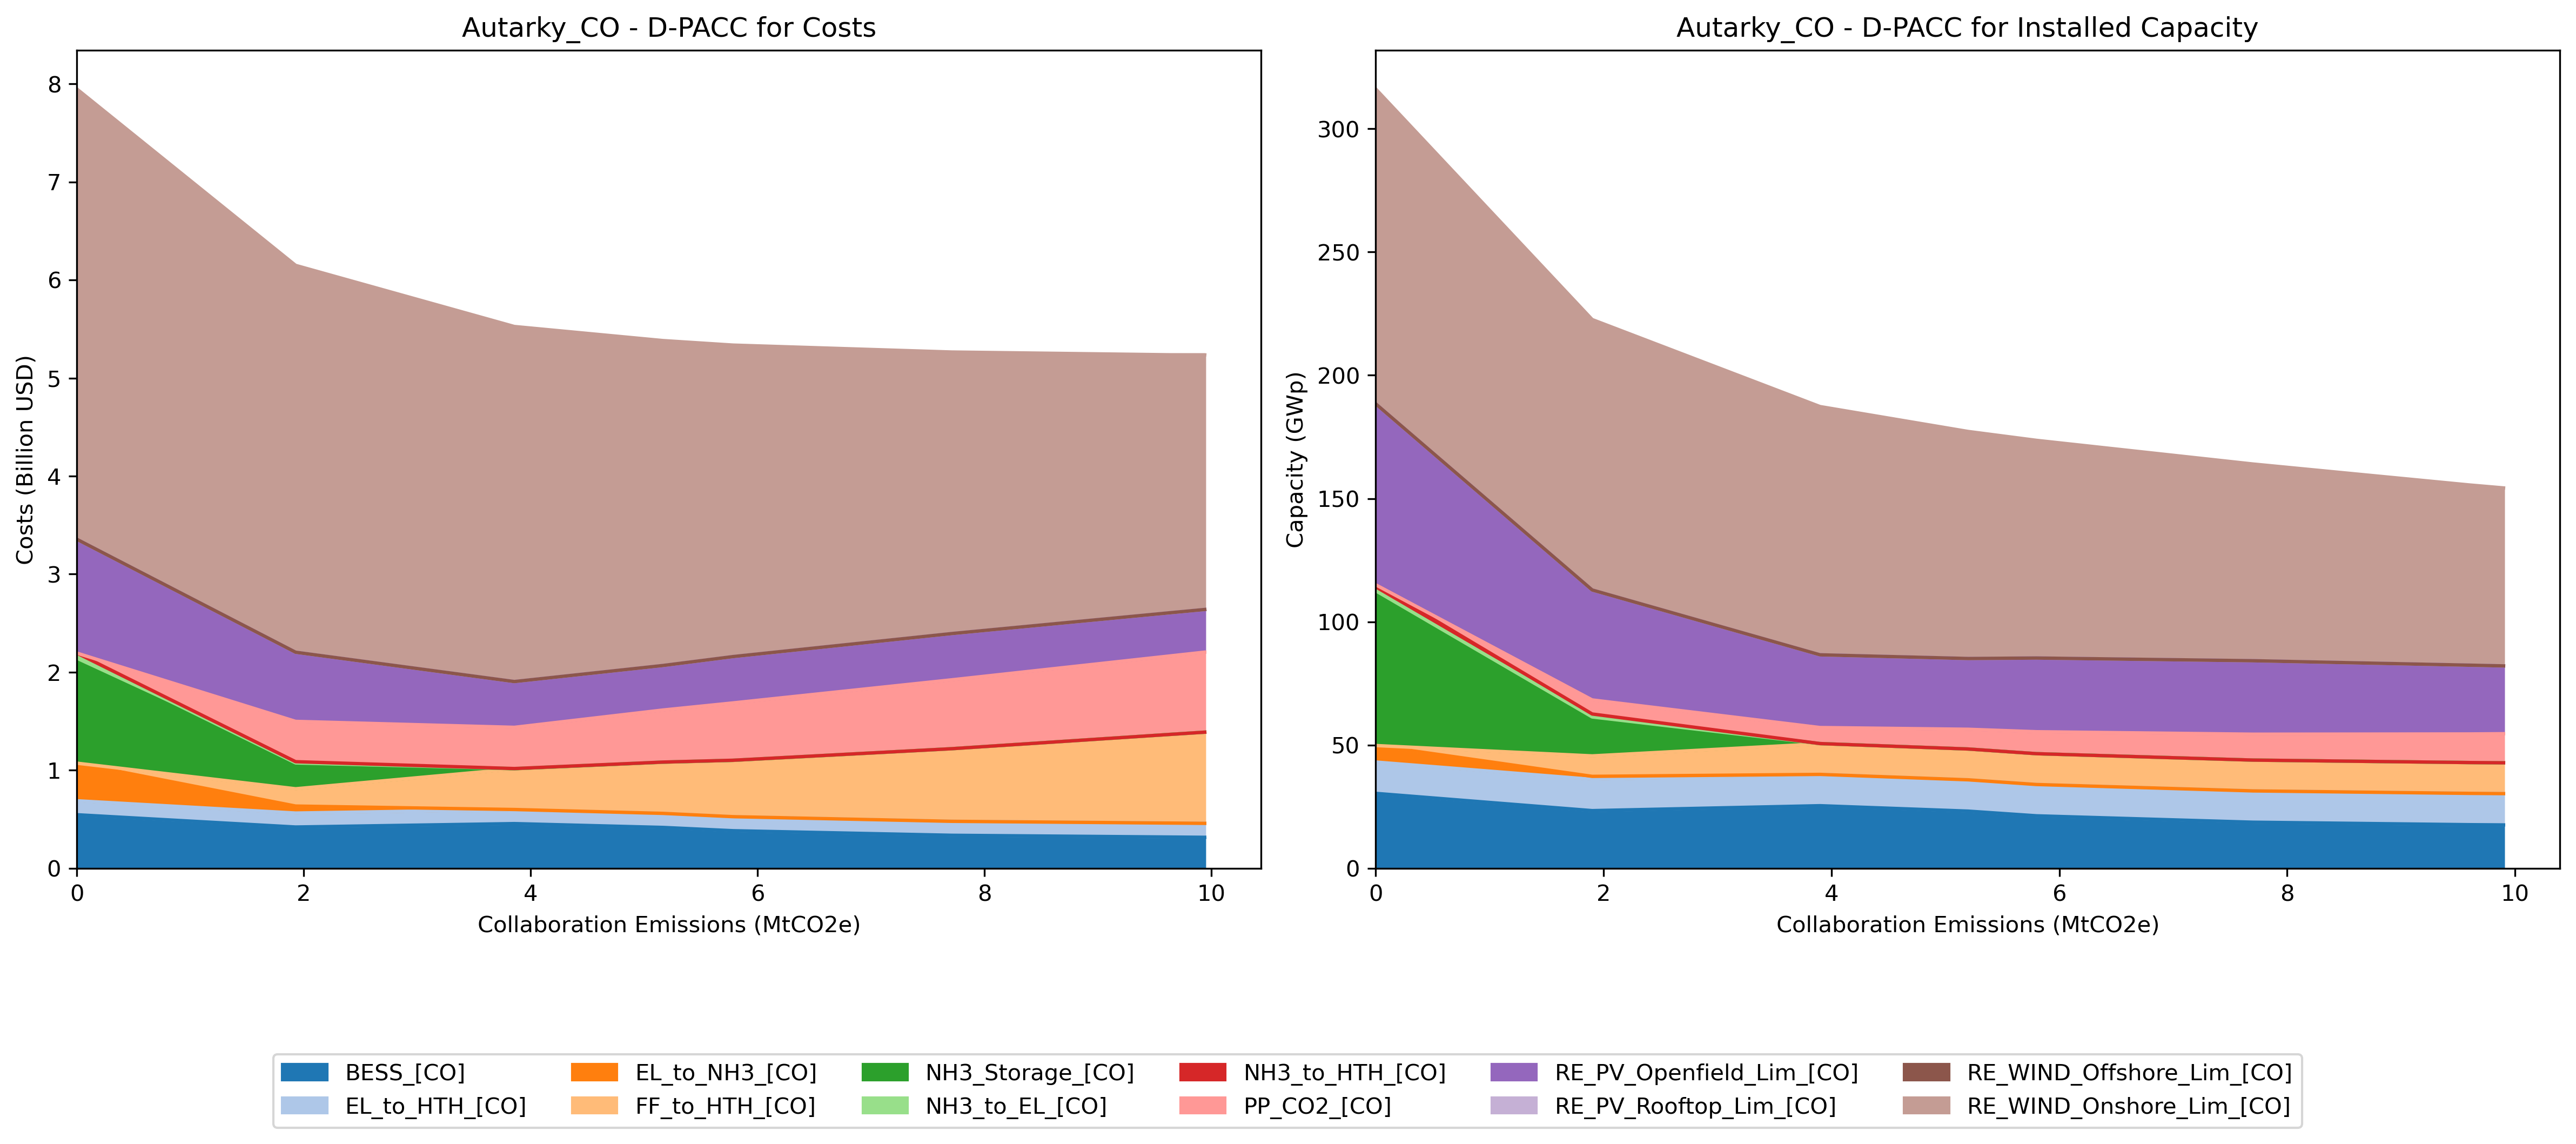 Autarky_CO - D-PACC for Costs
8
7
6
5
4
3
2
1
0
Costs (Billion USD)
0 2 4 6 8 10
Collaboration Emissions (MtCO2e)
Autarky_CO - D-PACC for Installed Capacity
300
250
200
150
100
50
0
Capacity (GWp)
0 2 4 6 8 10
Collaboration Emissions (MtCO2e)
BESS_[CO] EL_to_NH3_[CO] NH3_Storage_[CO] NH3_to_HTH_[CO] RE_PV_Openfield_Lim_[CO] RE_WIND_Offshore_Lim_[CO]
EL_to_HTH_[CO] FF_to_HTH_[CO] NH3_to_EL_[CO] PP_CO2_[CO] RE_PV_Rooftop_Lim_[CO] RE_WIND_Onshore_Lim_[CO]